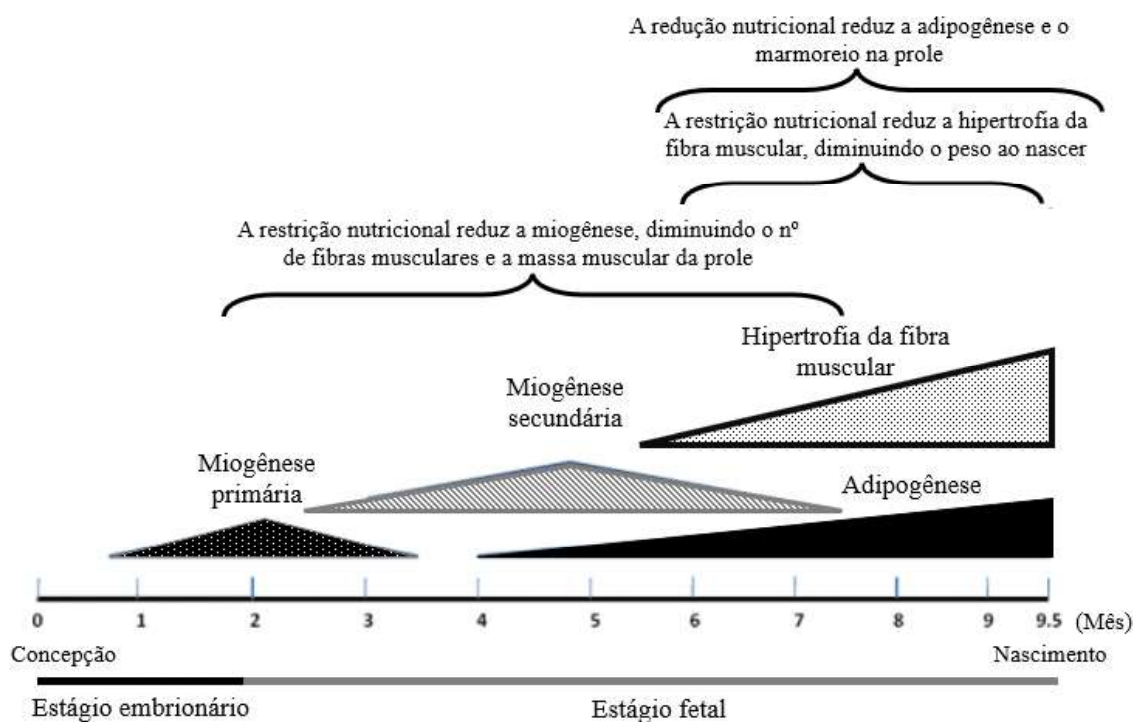 A redução nutricional reduz a adipogênese e o
marmoreio na prole
A restrição nutricional reduz a hipertrofia da
fibra muscular, diminuindo o peso ao nascer
A restrição nutricional reduz a miogênese, diminuindo o nº
de fibras musculares e a massa muscular da prole
Hipertrofia da fibra
muscular
Miogênese
secundária
Miogênese
primária
Adipogênese
0 1 2 3 4 5 6 7 8 9 9.5 (Mês)
Concepção Nascimento
Estágio embrionário Estágio fetal